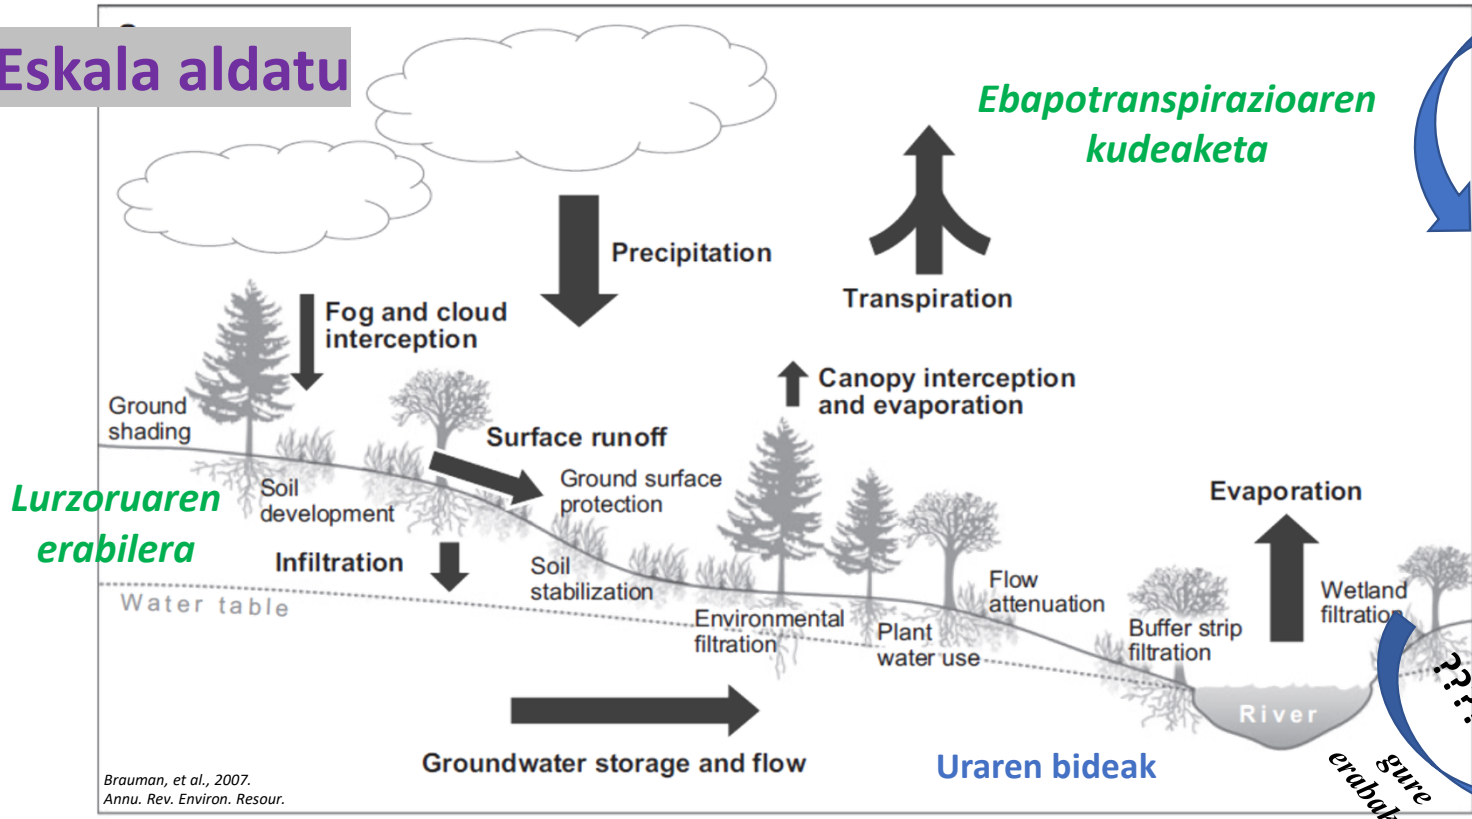 Eskala aldatu
Ebapotranspirazioaren
kudeaketa
Precipitation
Transpiration
Fog and cloud
interception
Canopy interception
and evaporation
Ground
shading
Surface runoff
Ground surface
protection
Soil
development
Lurzoruaren
erabilera
Evaporation
Infiltration
Soil
stabilization
Flow
attenuation
Wetland
filtration
Water table
Environmental
filtration
Plant
water use
Buffer strip
filtration
????
River
Groundwater storage and flow
Uraren bideak
gure
Brauman, et al., 2007.
Annu. Rev. Environ. Resour.